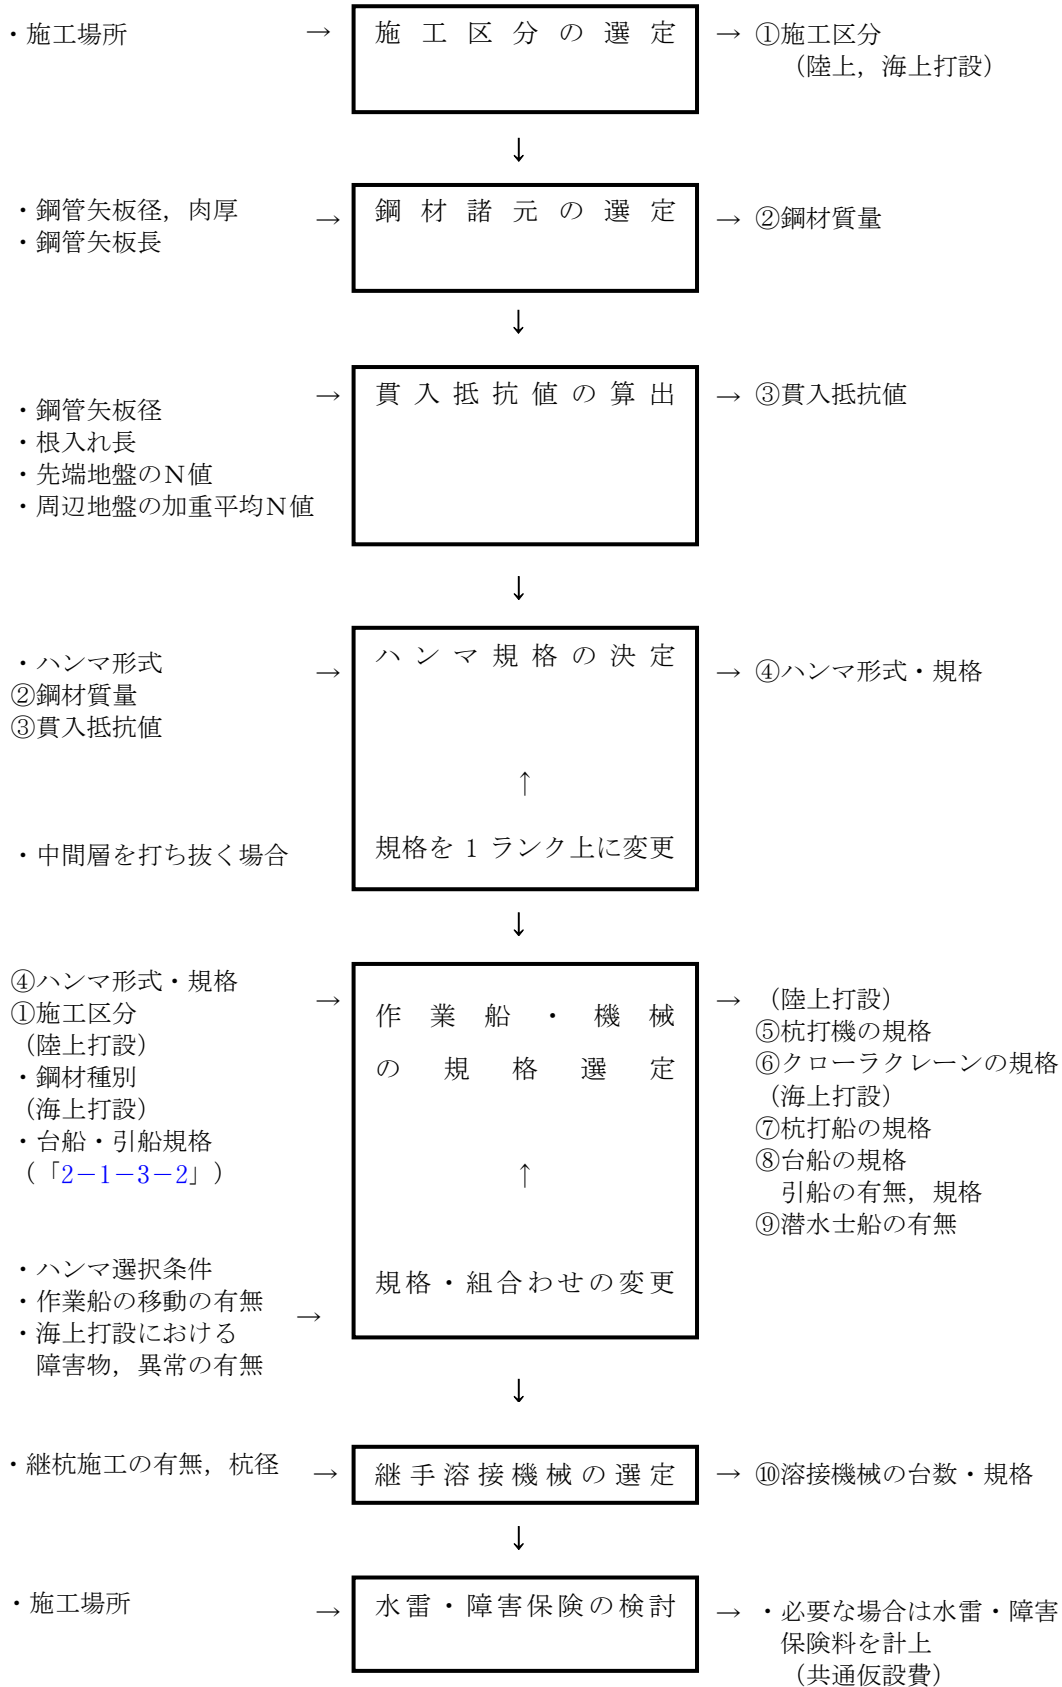 ・施工場所 → 施工区分の選定 → ①施工区分
（陸上，海上打設）
↓
・鋼管矢板径，肉厚 → 鋼材諸元の選定 → ②鋼材質量
・鋼管矢板長
↓
→ 貫入抵抗値の算出 → ③貫入抵抗値
・鋼管矢板径
・根入れ長
・先端地盤のＮ値
・周辺地盤の加重平均Ｎ値
↓
・ハンマ形式 → ハンマ規格の決定 → ④ハンマ形式・規格
②鋼材質量
③貫入抵抗値
↑
・中間層を打ち抜く場合 規格を 1 ランク上に変更
↓
④ハンマ形式・規格
①施工区分
（陸上打設）
・鋼材種別
（海上打設）
・台船・引船規格
（「2－1－3－2」）
→
作業船・機械
の規格選定
↑
→ （陸上打設）
⑤杭打機の規格
⑥クローラクレーンの規格
（海上打設）
⑦杭打船の規格
⑧台船の規格
引船の有無，規格
⑨潜水士船の有無
・ハンマ選択条件
・作業船の移動の有無
・海上打設における
障害物，異常の有無
→
規格・組合わせの変更
↓
・継杭施工の有無，杭径 → 継手溶接機械の選定 → ⑩溶接機械の台数・規格
↓
・施工場所 → 水雷・障害保険の検討 → ・必要な場合は水雷・障害
保険料を計上
（共通仮設費）